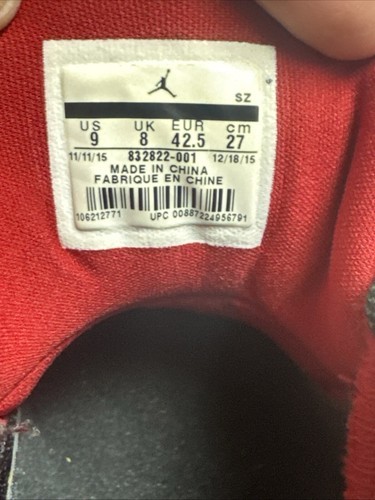 SZ
US UK EUR cm
9 8 42.5 27
11/11/15 832822-001 12/18/15
MADE IN CHINA
FABRIQUE EN CHINE
106212771 UPC 00887224956791